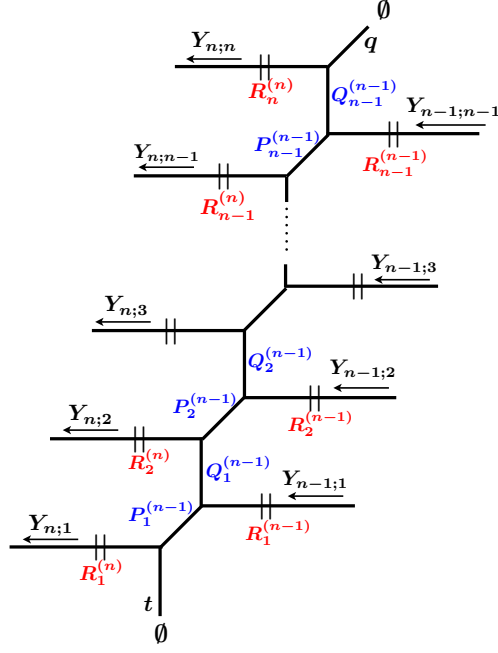 ∅
q
Y_{n;n}
R_n^{(n)}
Q_{n-1}^{(n-1)}
Y_{n-1;n-1}
P_{n-1}^{(n-1)}
R_{n-1}^{(n-1)}
Y_{n;n-1}
R_{n-1}^{(n)}
Y_{n-1;3}
Y_{n;3}
Q_2^{(n-1)}
Y_{n-1;2}
P_2^{(n-1)}
R_2^{(n-1)}
Y_{n;2}
R_2^{(n)}
Q_1^{(n-1)}
Y_{n-1;1}
P_1^{(n-1)}
R_1^{(n-1)}
Y_{n;1}
R_1^{(n)}
t
∅